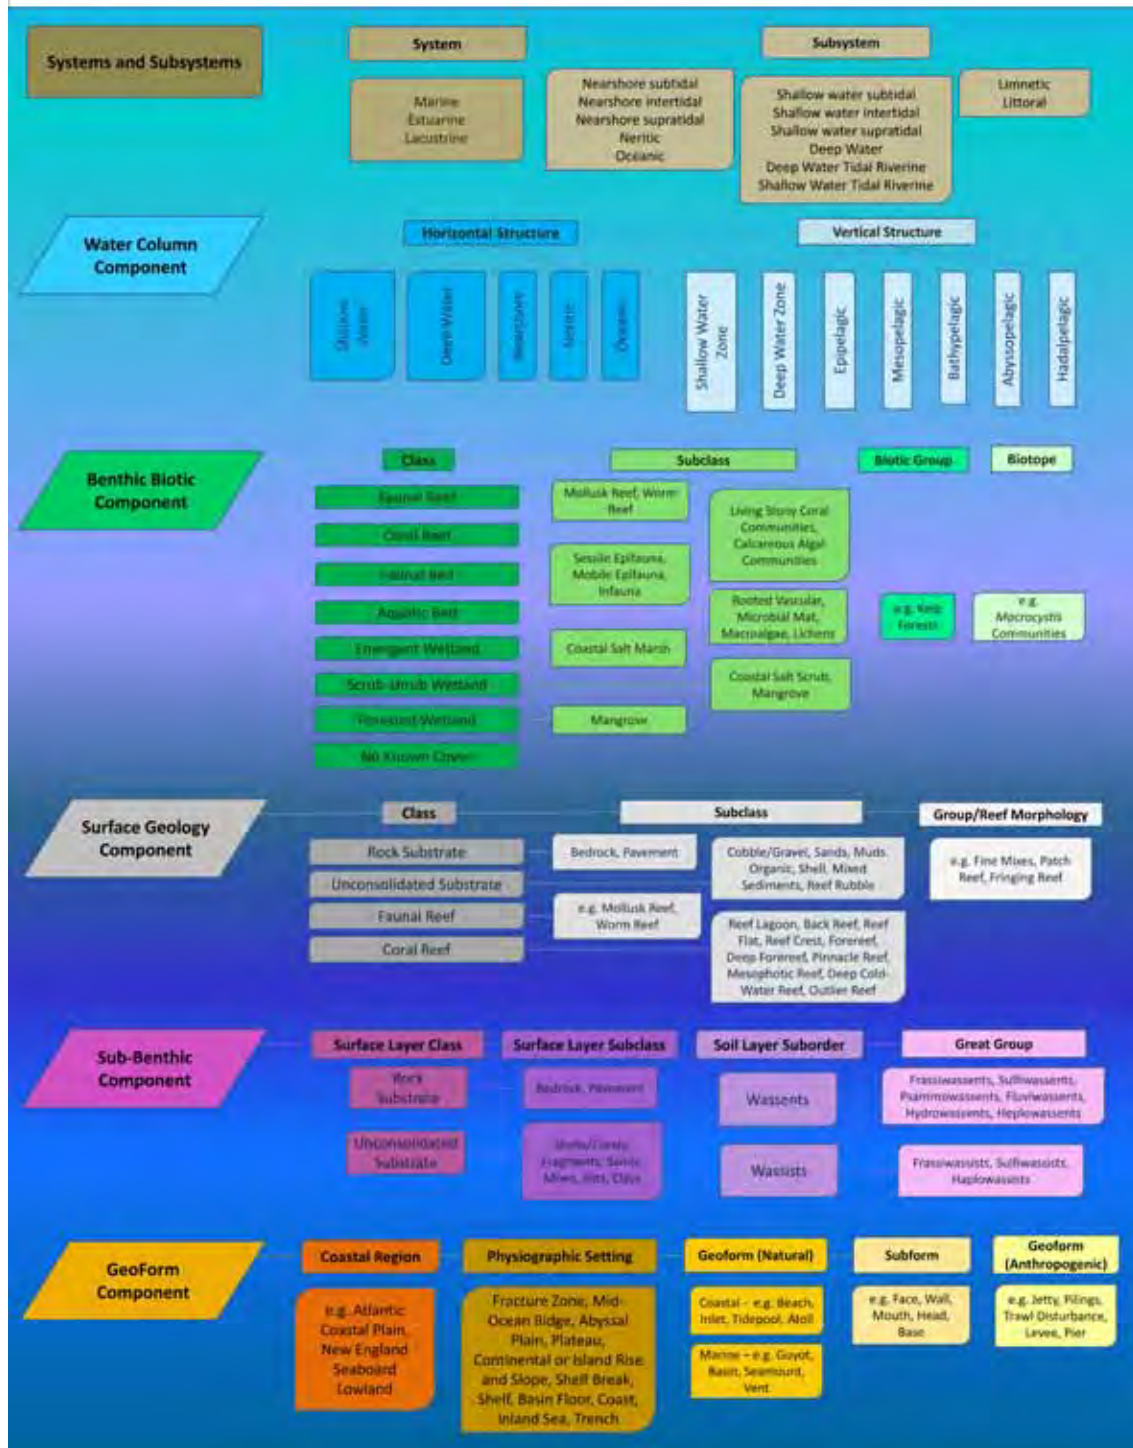 Systems and Subsystems
System
Subsystem
Marine
Estuarine
Lacustrine
Nearshore subtidal
Nearshore intertidal
Nearshore supratidal
Neritic
Oceanic
Shallow water subtidal
Shallow water intertidal
Shallow water supratidal
Deep Water
Deep Water Tidal Riverine
Shallow Water Tidal Riverine
Limnetic
Littoral
Water Column
Component
Horizontal Structure
Vertical Structure
Shallow
Water
Deep Water
Nearshore
Neritic
Oceanic
Shallow Water
Zone
Deep Water Zone
Epipelagic
Mesopelagic
Bathypelagic
Abyssopelagic
Hadalpelagic
Benthic Biotic
Component
Class
Subclass
Biotic Group
Biotope
Faunal Reef
Coral Reef
Faunal Bed
Aquatic Bed
Emergent Wetland
Scrub-Shrub Wetland
Forested Wetland
No Known Cover
Mollusk Reef, Worm
Reef
Sessile Epifauna,
Mobile Epifauna,
Infauna
Coastal Salt Marsh
Mangrove
Living Stony Coral
Communities,
Calcareous Algal
Communities
Rooted Vascular,
Microbial Mat,
Macroalgae, Lichens
Coastal Salt Scrub,
Mangrove
e.g. Kelp
Forests
e.g.
Macrocystis
Communities
Surface Geology
Component
Class
Subclass
Group/Reef Morphology
Rock Substrate
Unconsolidated Substrate
Faunal Reef
Coral Reef
Bedrock, Pavement
e.g. Mollusk Reef,
Worm Reef
Cobble/Gravel, Sands, Muds
Organic, Shell, Mixed
Sediments, Reef Rubble
Reef Lagoon, Back Reef, Reef
Flat, Reef Crest, Forereef,
Deep Forereef, Pinnacle Reef,
Mesophotic Reef, Deep Cold-
Water Reef, Outlier Reef
e.g. Fine Mixes, Patch
Reef, Fringing Reef
Sub-Benthic
Component
Surface Layer Class
Surface Layer Subclass
Soil Layer Suborder
Great Group
Rock
Substrate
Unconsolidated
Substrate
Bedrock, Pavement
Fragments, Sands,
Clays
Wassents
Wassists
Frassiwassents, Sulfiwassents,
Psammowassents, Fluviwassents,
Hydrowassents, Heplowassents
Frassiwassists, Sulfiwassists,
Haplowassists
GeoForm
Component
Coastal Region
Physiographic Setting
Geoform (Natural)
Subform
Geoform
(Anthropogenic)
e.g. Atlantic
Coastal Plain,
New England
Seaboard
Lowland
Fracture Zone, Mid-
Ocean Ridge, Abyssal
Plain, Plateau,
Continental or Island Rise
and Slope, Shelf Break,
Shelf, Basin Floor, Coast,
Inland Sea, Trench
Coastal – e.g. Beach,
Inlet, Tidepool, Atoll
Marine – e.g. Guyot,
Basin, Seamount,
Vent
e.g. Face, Wall,
Mouth, Head,
Base
e.g. Jetty, Pilings,
Trawl Disturbance,
Levee, Pier